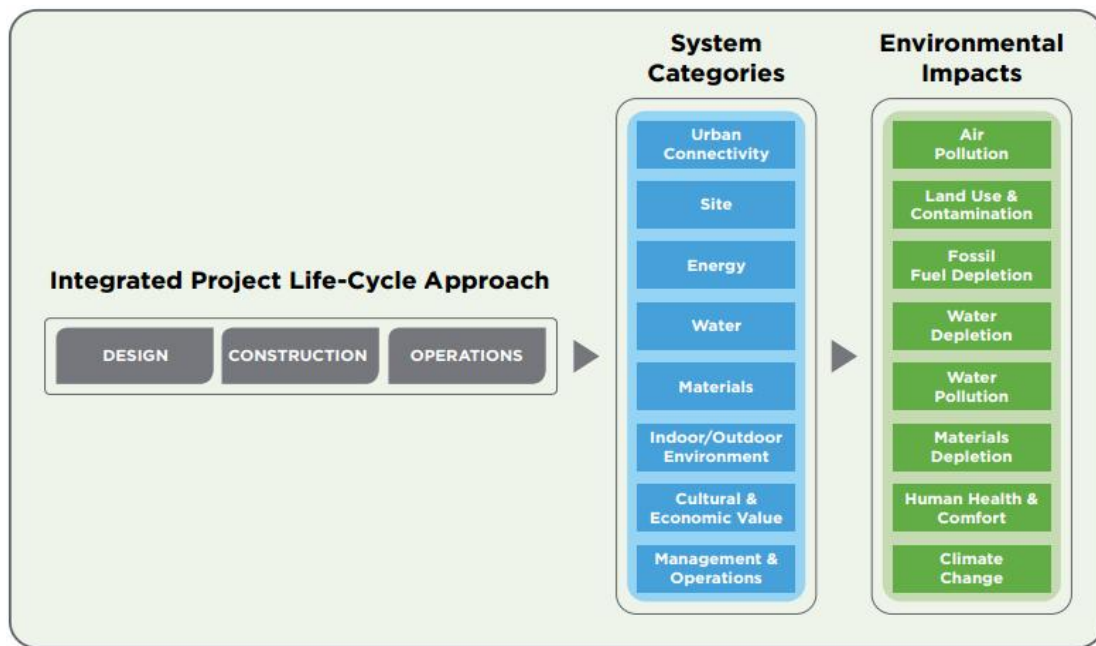 System
Categories
Environmental
Impacts
Integrated Project Life-Cycle Approach
DESIGN
CONSTRUCTION
OPERATIONS
Urban
Connectivity
Site
Energy
Water
Materials
Indoor/Outdoor
Environment
Cultural &
Economic Value
Management &
Operations
Air
Pollution
Land Use &
Contamination
Fossil
Fuel Depletion
Water
Depletion
Water
Pollution
Materials
Depletion
Human Health &
Comfort
Climate
Change